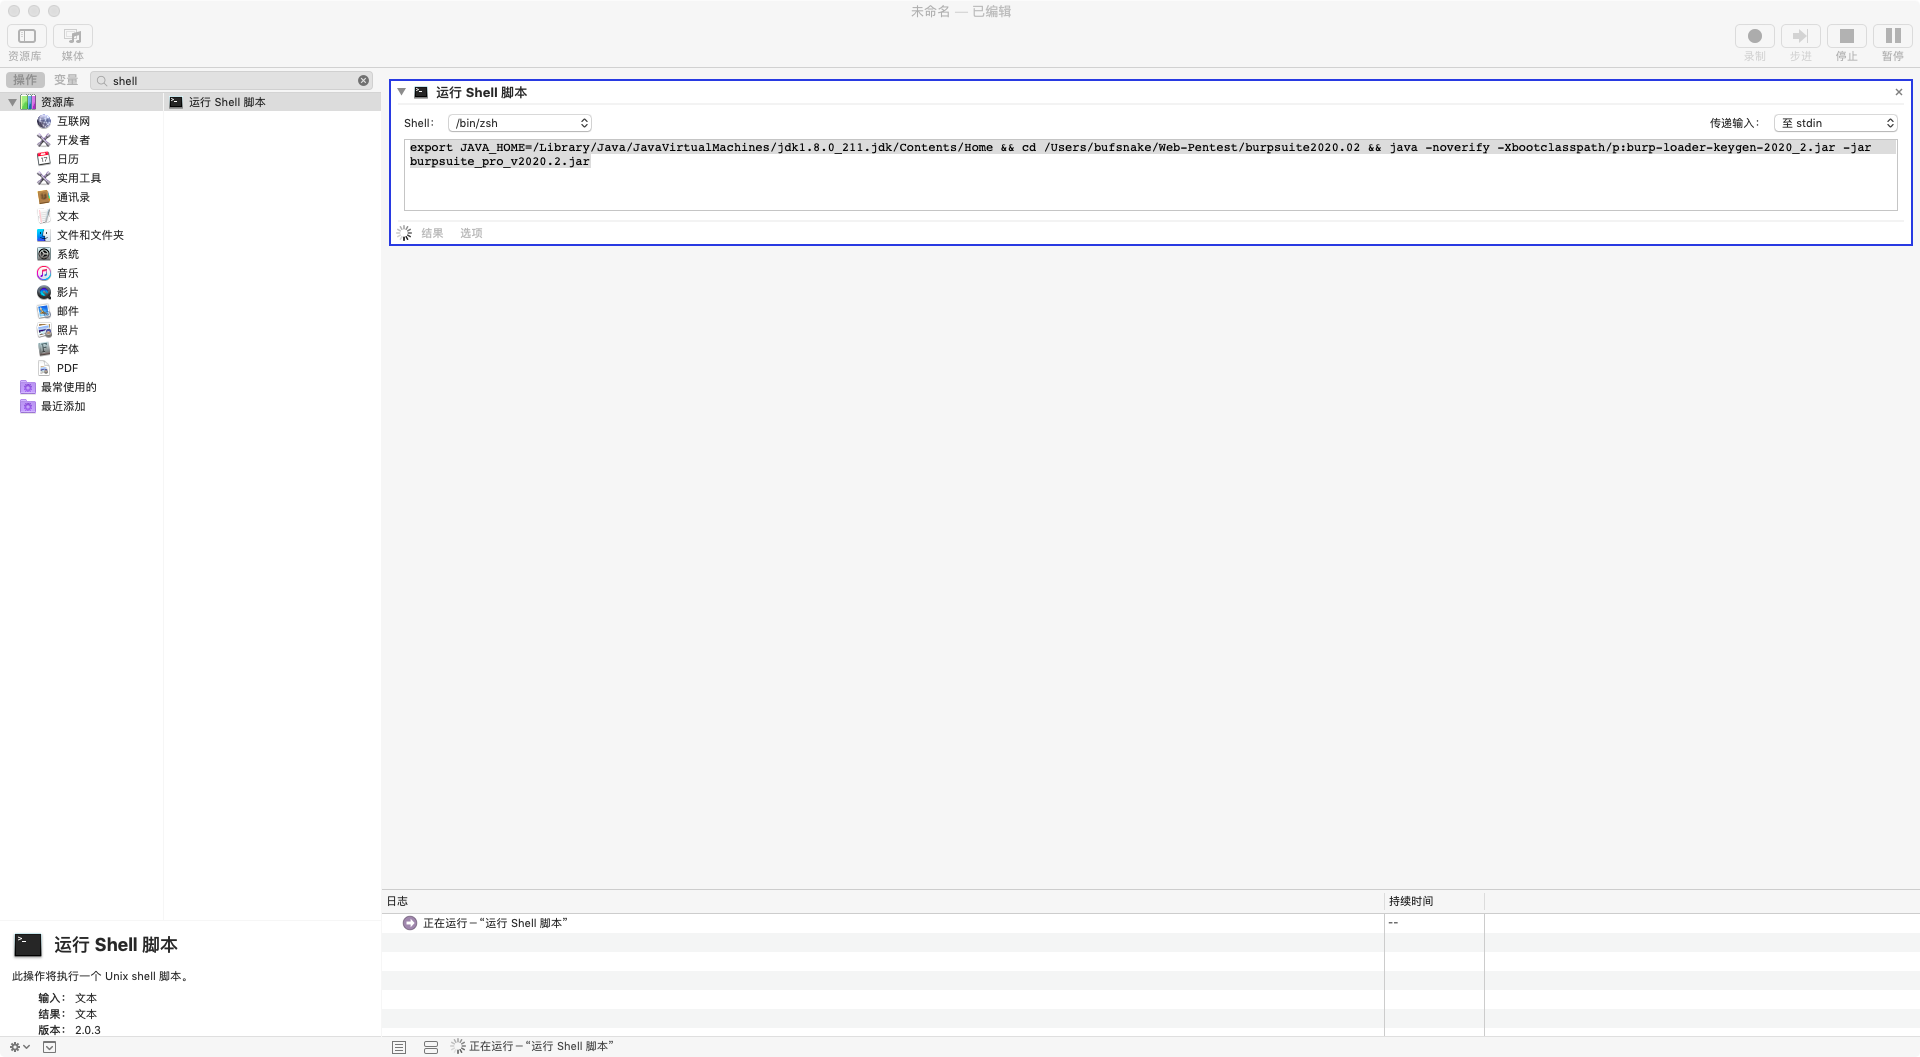 未命名 — 已编辑
资源库 媒体 录制 步进 停止 暂停
操作 变量 shell
资源库
互联网
开发者
日历
实用工具
通讯录
文本
文件和文件夹
系统
音乐
影片
邮件
照片
字体
PDF
最常使用的
最近添加
运行 Shell 脚本
运行 Shell 脚本
Shell: /bin/zsh 传递输入: 至 stdin
export JAVA_HOME=/Library/Java/JavaVirtualMachines/jdk1.8.0_211.jdk/Contents/Home && cd /Users/bufsnake/Web-Pentest/burpsuite2020.02 && java -noverify -Xbootclasspath/p:burp-loader-keygen-2020_2.jar -jar
burpsuite_pro_v2020.2.jar
结果 选项
日志 持续时间
正在运行－“运行 Shell 脚本” --
运行 Shell 脚本
此操作将执行一个 Unix shell 脚本。
输入: 文本
结果: 文本
版本: 2.0.3
正在运行－“运行 Shell 脚本”